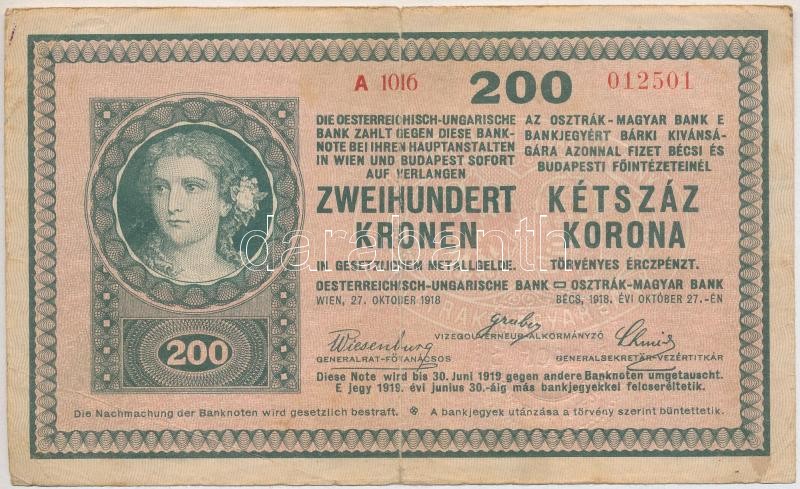 A 1016 200 012501
DIE OESTERREICHISCH-UNGARISCHE
BANK ZAHLT GEGEN DIESE BANK-
NOTE BEI IHREN HAUPTANSTALTEN
IN WIEN UND BUDAPEST SOFORT
AUF VERLANGEN
ZWEIHUNDERT
KRONEN
IN GESETZLICHEM METALLGELDE.
OESTERREICHISCH-UNGARISCHE BANK
WIEN, 27. OKTOBER 1918
AZ OSZTRÁK-MAGYAR BANK E
BANKJEGYÉRT BÁRKI KIVÁNSÁ-
GÁRA AZONNAL FIZET BÉCSI ÉS
BUDAPESTI FŐINTÉZETEINÉL
KÉTSZÁZ
KORONA
TÖRVÉNYES ÉRCZPÉNZT.
OSZTRÁK-MAGYAR BANK
BÉCS, 1918. ÉVI OKTÓBER 27.-ÉN
Gruber
VIZEGOUVERNEUR-ALKORMÁNYZÓ
Wiesenburg
GENERALRAT-FŐTANÁCSOS
Schmid
GENERALSEKRETÄR-VEZÉRTITKÁR
200
Diese Note wird bis 30. Juni 1919 gegen andere Banknoten umgetauscht.
E jegy 1919. évi junius 30.-áig más bankjegyekkel felcseréltetik.
Die Nachmachung der Banknoten wird gesetzlich bestraft. ※ A bankjegyek utánzása a törvény szerint büntettetik.
darabanth